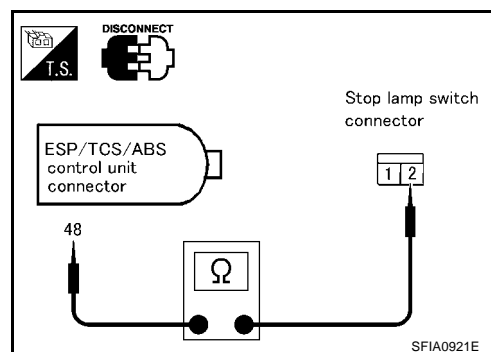 DISCONNECT
T.S.
Stop lamp switch
connector
ESP/TCS/ABS
control unit
connector
1 2
48
Ω
SFIA0921E